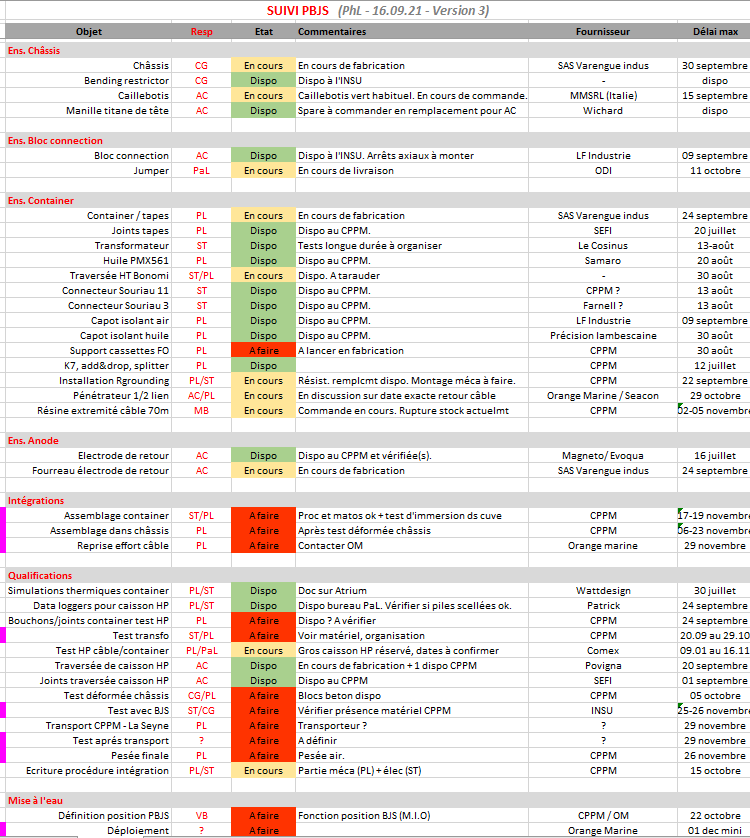 SUIVI PBJS (PhL - 16.09.21 - Version 3)
Objet Resp Etat Commentaires Fournisseur Délai max
Ens. Châssis
Châssis CG En cours En cours de fabrication SAS Varengue indus 30 septembre
Bending restrictor CG Dispo Dispo à l'INSU - dispo
Caillebotis AC En cours Caillebotis vert habituel. En cours de commande. MMSRL (Italie) 15 septembre
Manille titane de tête AC Dispo Spare à commander en remplacement pour AC Wichard dispo
Ens. Bloc connection
Bloc connection AC Dispo Dispo à l'INSU. Arrêts axiaux à monter LF Industrie 09 septembre
Jumper PaL En cours En cours de livraison ODI 11 octobre
Ens. Container
Container / tapes PL En cours En cours de fabrication SAS Varengue indus 24 septembre
Joints tapes PL Dispo Dispo au CPPM. SEFI 20 juillet
Transformateur ST Dispo Tests longue durée à organiser Le Cosinus 13-août
Huile PMX561 PL Dispo Dispo au CPPM. Samaro 20 août
Traversée HT Bonomi ST/PL En cours Dispo. A tarauder - 30 août
Connecteur Souriau 11 ST Dispo Dispo au CPPM. CPPM ? 13 août
Connecteur Souriau 3 ST Dispo Dispo au CPPM. Farnell ? 13 août
Capot isolant air PL Dispo Dispo au CPPM. LF Industrie 09 septembre
Capot isolant huile PL Dispo Dispo au CPPM. Précision lambescaine 30 août
Support cassettes FO PL A faire A lancer en fabrication CPPM 30 août
K7, add&drop, splitter PL Dispo CPPM 12 juillet
Installation Rgrounding PL/ST En cours Résist. remplcmt dispo. Montage méca à faire. CPPM 22 septembre
Pénétrateur 1/2 lien AC/PL En cours En discussion sur date exacte retour câble Orange Marine / Seacon 29 octobre
Résine extremité câble 70m MB En cours Commande en cours. Rupture stock actuelmt CPPM 02-05 novembre
Ens. Anode
Electrode de retour AC Dispo Dispo au CPPM et vérifiée(s). Magneto/ Evoqua 16 juillet
Fourreau électrode de retour AC En cours En cours de fabrication SAS Varengue indus 24 septembre
Intégrations
Assemblage container ST/PL A faire Proc et matos ok + test d'immersion ds cuve CPPM 17-19 novembre
Assemblage dans châssis PL A faire Après test déformée châssis CPPM 06-23 novembre
Reprise effort câble PL A faire Contacter OM Orange marine 29 novembre
Qualifications
Simulations thermiques container PL/ST Dispo Doc sur Atrium Wattdesign 30 juillet
Data loggers pour caisson HP PL/ST Dispo Dispo bureau PaL. Vérifier si piles scellées ok. Patrick 24 septembre
Bouchons/joints container test HP PL A faire Dispo ? A vérifier CPPM 24 septembre
Test transfo ST/PL A faire Voir matériel, organisation CPPM 20.09 au 29.10
Test HP câble/container PL/PaL En cours Gros caisson HP réservé, dates à confirmer Comex 09.01 au 16.11
Traversée de caisson HP AC Dispo En cours de fabrication + 1 dispo CPPM Povigna 20 septembre
Joints traversée caisson HP AC Dispo Dispo au CPPM SEFI 01 septembre
Test déformée châssis CG/PL A faire Blocs beton dispo CPPM 05 octobre
Test avec BJS ST/CG A faire Vérifier présence matériel CPPM INSU 25-26 novembre
Transport CPPM - La Seyne PL A faire Transporteur ? ? 29 novembre
Test aprés transport ? A faire A définir ? 29 novembre
Pesée finale PL A faire Pesée air. CPPM 26 novembre
Ecriture procédure intégration PL/ST En cours Partie méca (PL) + élec (ST) CPPM 15 octobre
Mise à l'eau
Définition position PBJS VB A faire Fonction position BJS (M.I.O) CPPM / OM 22 octobre
Déploiement ? A faire Orange Marine 01 dec mini